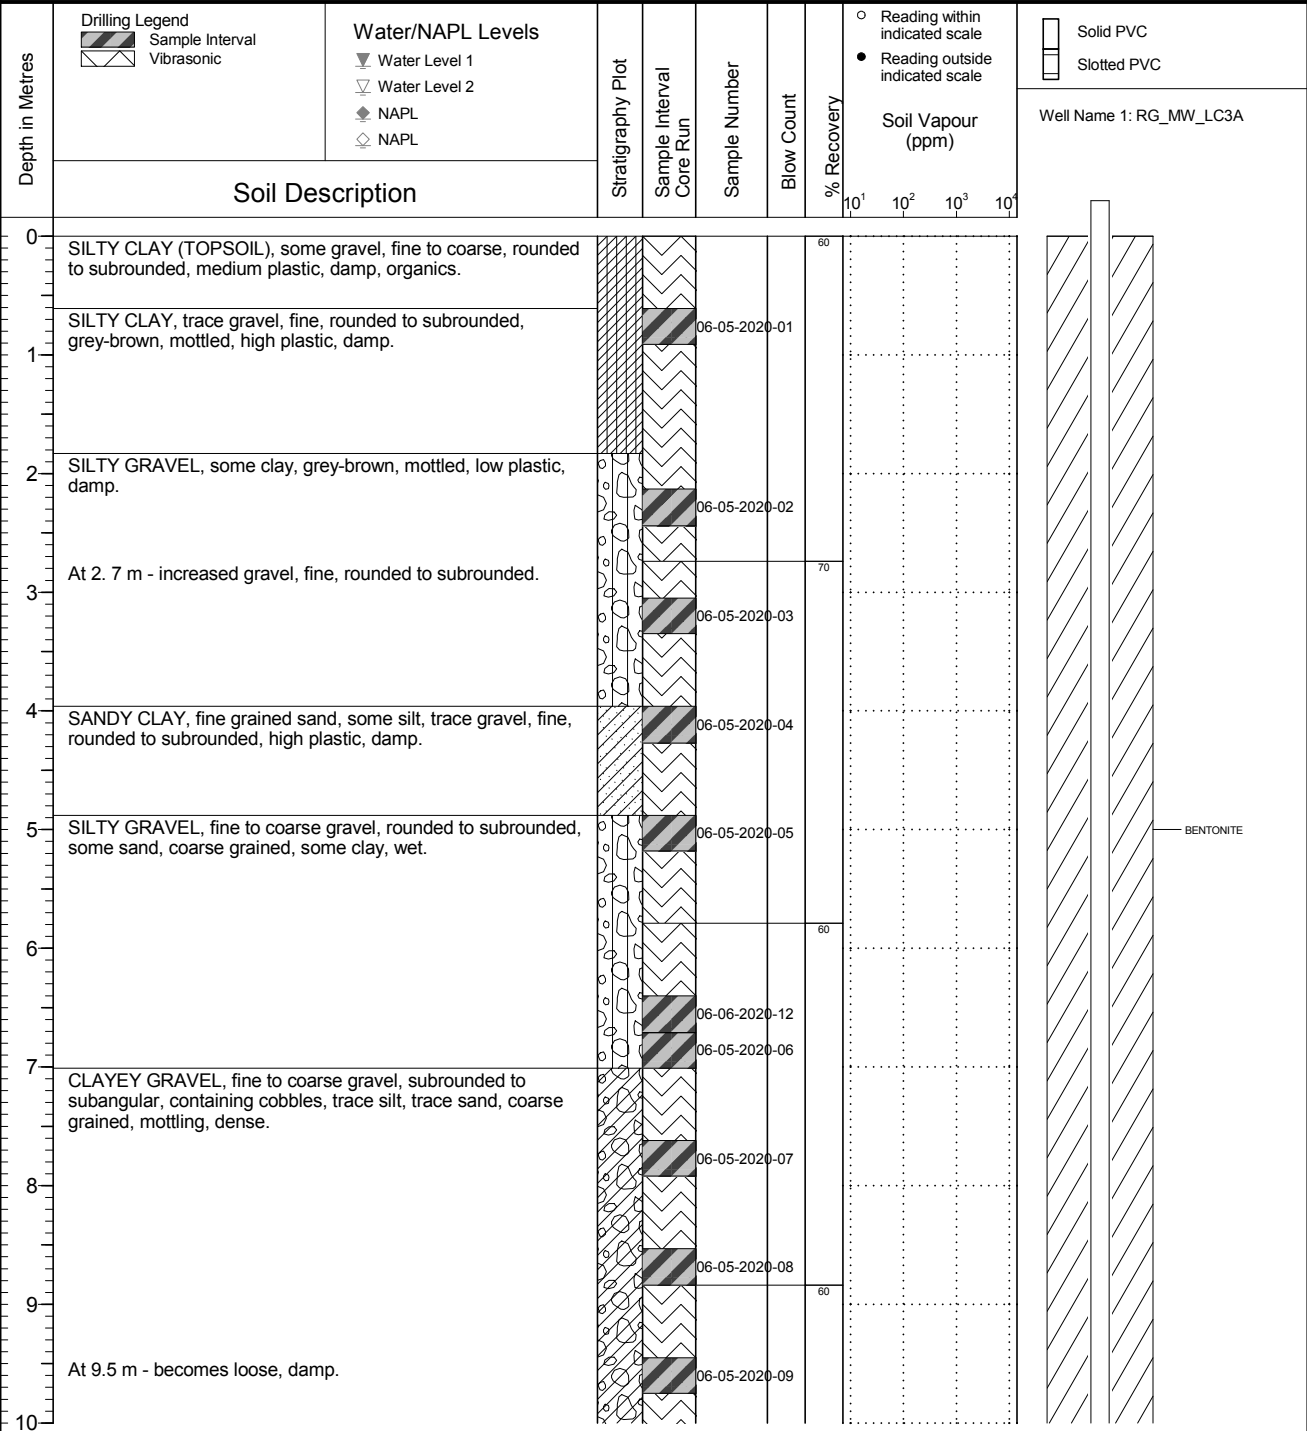 Drilling Legend
Sample Interval
Vibrasonic
Water/NAPL Levels
Water Level 1
Water Level 2
NAPL
NAPL
Depth in Metres
Soil Description
Stratigraphy Plot
Sample Interval
Core Run
Sample Number
Blow Count
% Recovery
Reading within
indicated scale
Reading outside
indicated scale
Soil Vapour
(ppm)
10^1 10^2 10^3 10^4
Solid PVC
Slotted PVC
Well Name 1: RG_MW_LC3A
0
SILTY CLAY (TOPSOIL), some gravel, fine to coarse, rounded
to subrounded, medium plastic, damp, organics.
60
SILTY CLAY, trace gravel, fine, rounded to subrounded,
grey-brown, mottled, high plastic, damp.
06-05-2020-01
1
SILTY GRAVEL, some clay, grey-brown, mottled, low plastic,
damp.
2
06-05-2020-02
At 2. 7 m - increased gravel, fine, rounded to subrounded.
70
3
06-05-2020-03
4
SANDY CLAY, fine grained sand, some silt, trace gravel, fine,
rounded to subrounded, high plastic, damp.
06-05-2020-04
5
SILTY GRAVEL, fine to coarse gravel, rounded to subrounded,
some sand, coarse grained, some clay, wet.
06-05-2020-05
BENTONITE
60
6
06-06-2020-12
06-05-2020-06
7
CLAYEY GRAVEL, fine to coarse gravel, subrounded to
subangular, containing cobbles, trace silt, trace sand, coarse
grained, mottling, dense.
06-05-2020-07
8
06-05-2020-08
60
9
At 9.5 m - becomes loose, damp.
06-05-2020-09
10